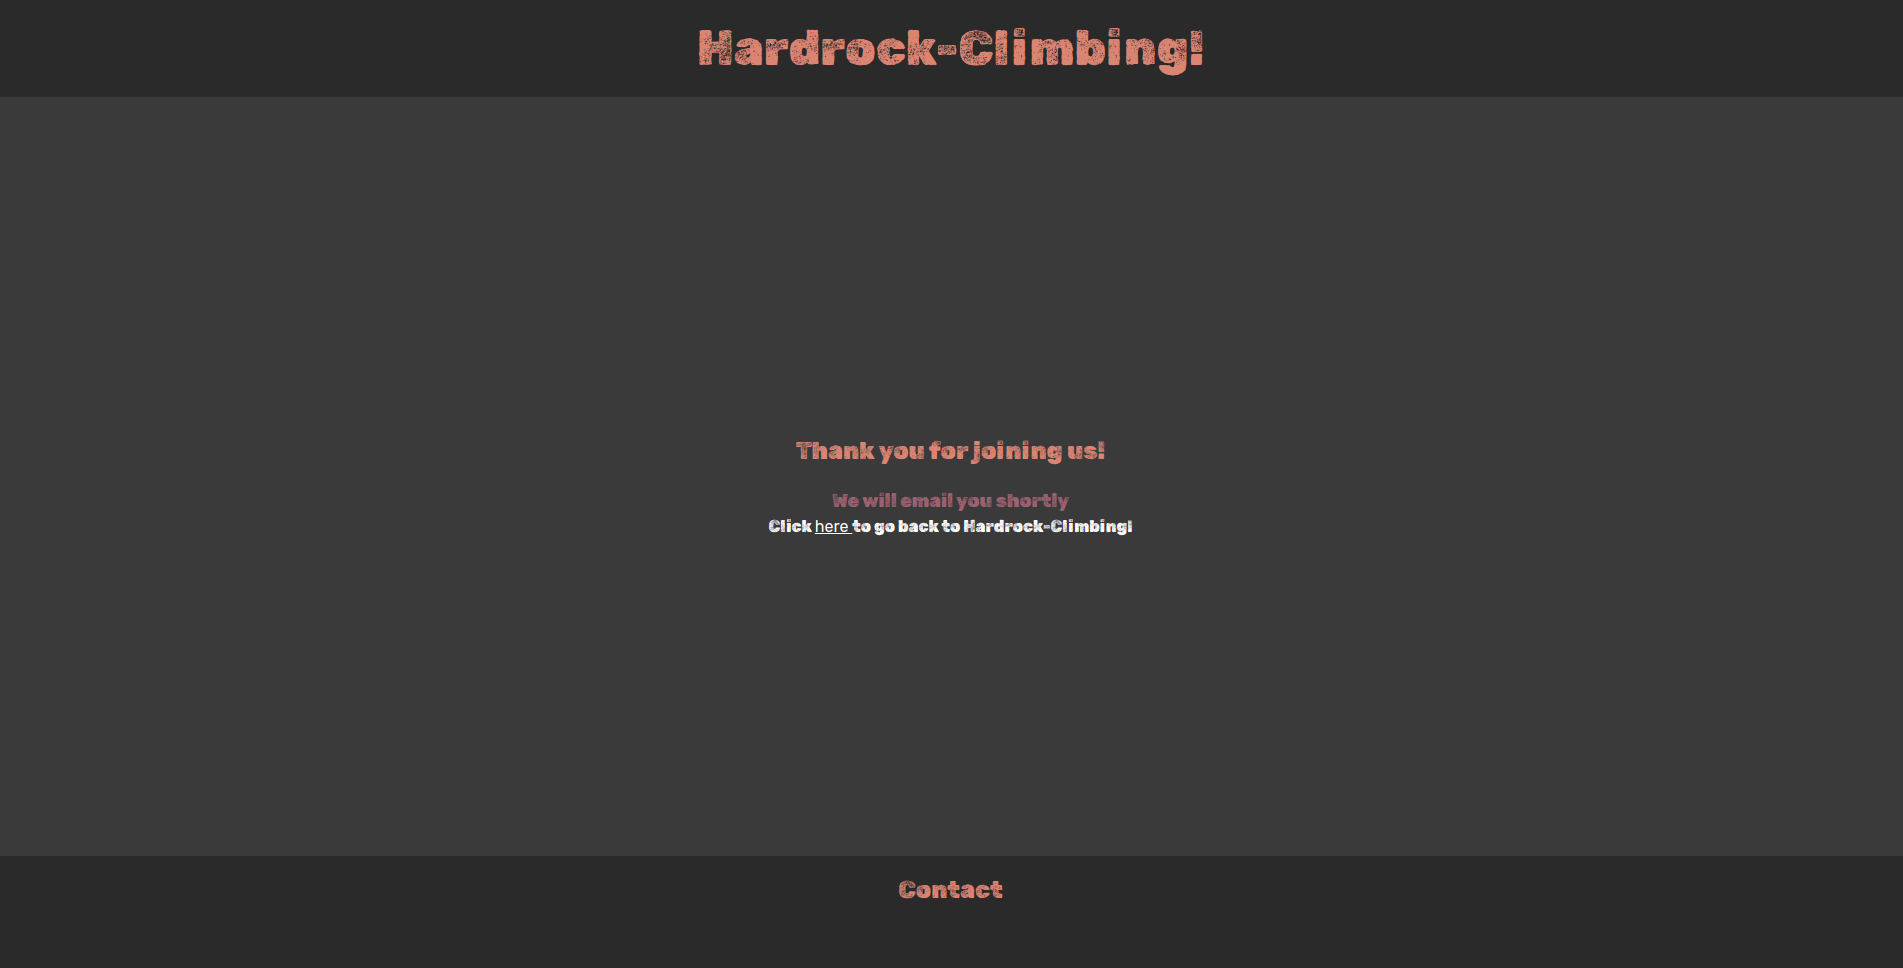 Hardrock-Climbing!
Thank you for joining us!
We will email you shortly
Click here to go back to Hardrock-Climbing!
Contact